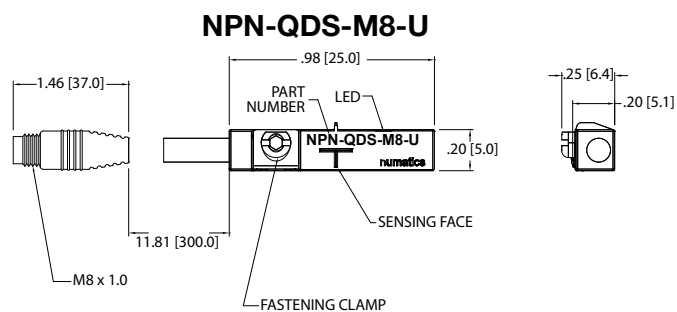 NPN-QDS-M8-U
.98 [25.0]
1.46 [37.0]
.25 [6.4]
PART
NUMBER
LED
.20 [5.1]
NPN-QDS-M8-U
numatics
.20 [5.0]
SENSING FACE
11.81 [300.0]
M8 x 1.0
FASTENING CLAMP